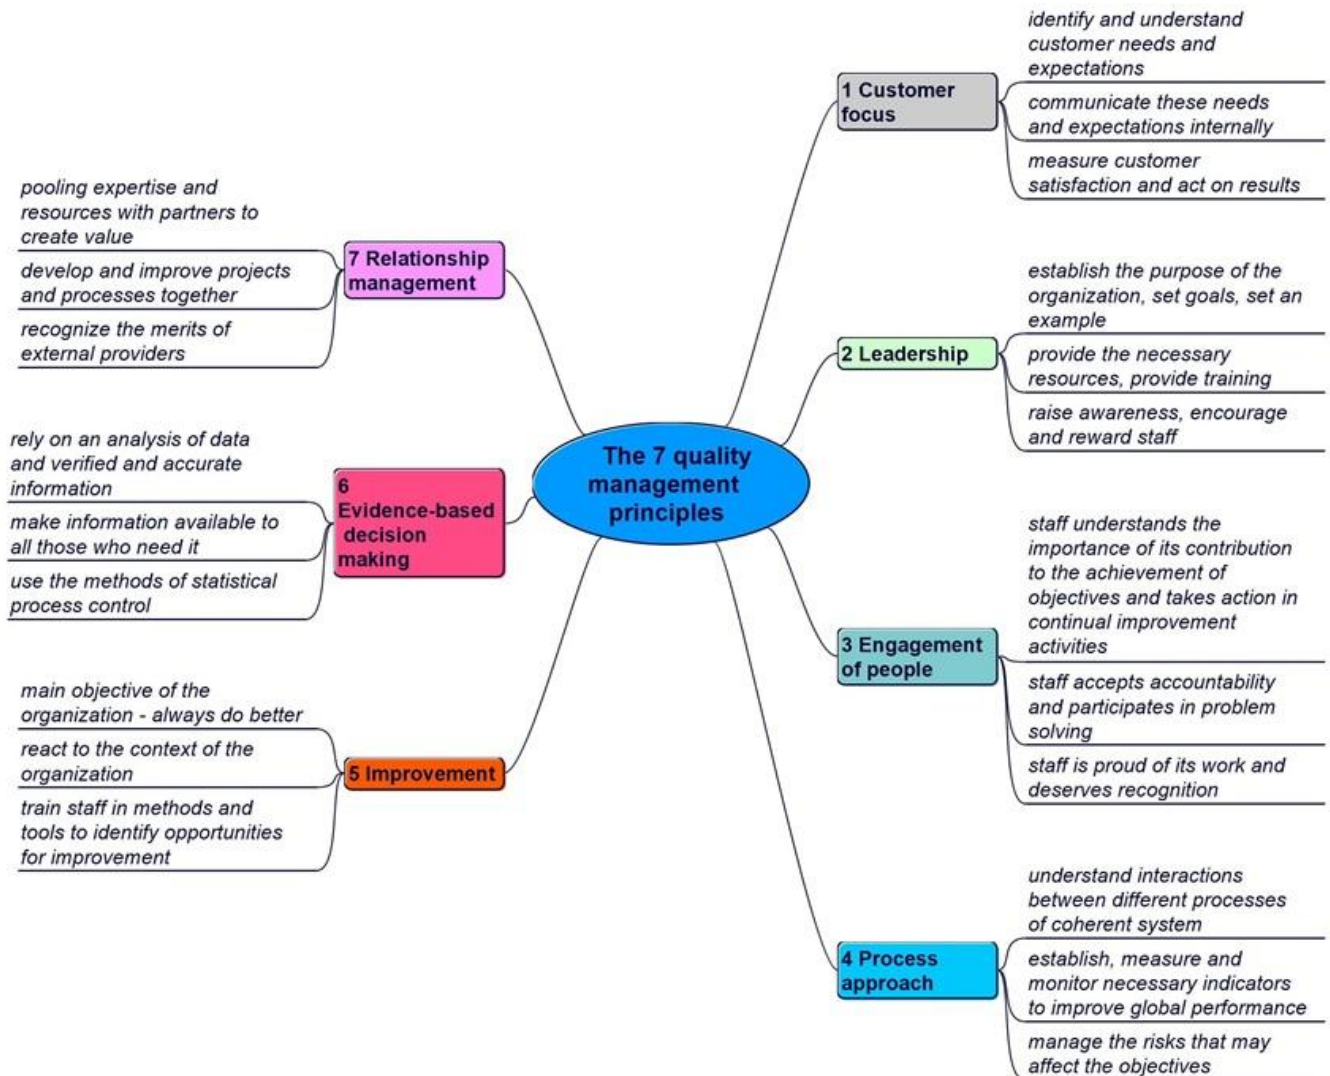 The 7 quality
management
principles
1 Customer
focus
identify and understand
customer needs and
expectations
communicate these needs
and expectations internally
measure customer
satisfaction and act on results
2 Leadership
establish the purpose of the
organization, set goals, set an
example
provide the necessary
resources, provide training
raise awareness, encourage
and reward staff
3 Engagement
of people
staff understands the
importance of its contribution
to the achievement of
objectives and takes action in
continual improvement
activities
staff accepts accountability
and participates in problem
solving
staff is proud of its work and
deserves recognition
4 Process
approach
understand interactions
between different processes
of coherent system
establish, measure and
monitor necessary indicators
to improve global performance
manage the risks that may
affect the objectives
5 Improvement
main objective of the
organization - always do better
react to the context of the
organization
train staff in methods and
tools to identify opportunities
for improvement
6
Evidence-based
decision
making
rely on an analysis of data
and verified and accurate
information
make information available to
all those who need it
use the methods of statistical
process control
7 Relationship
management
pooling expertise and
resources with partners to
create value
develop and improve projects
and processes together
recognize the merits of
external providers